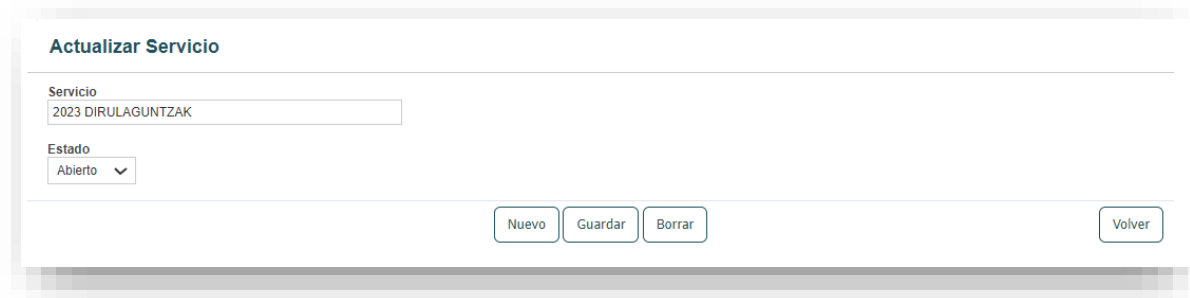 Actualizar Servicio
Servicio
2023 DIRULAGUNTZAK
Estado
Abierto
Nuevo Guardar Borrar Volver